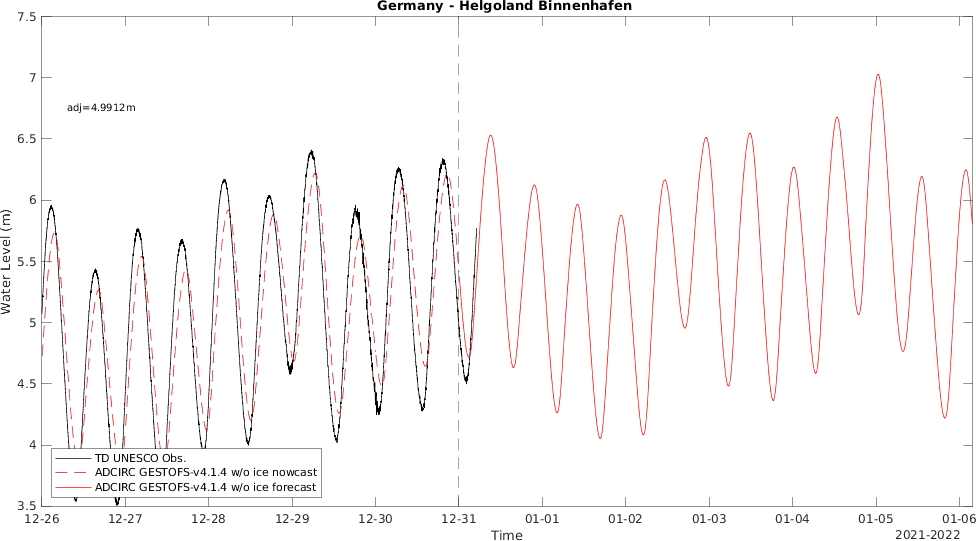 Germany - Helgoland Binnenhafen
7.5
7
6.5
6
5.5
5
4.5
4
3.5
Water Level (m)
adj=4.9912m
TD UNESCO Obs.
ADCIRC GESTOFS-v4.1.4 w/o ice nowcast
ADCIRC GESTOFS-v4.1.4 w/o ice forecast
12-26 12-27 12-28 12-29 12-30 12-31 01-01 01-02 01-03 01-04 01-05 01-06
Time
2021-2022